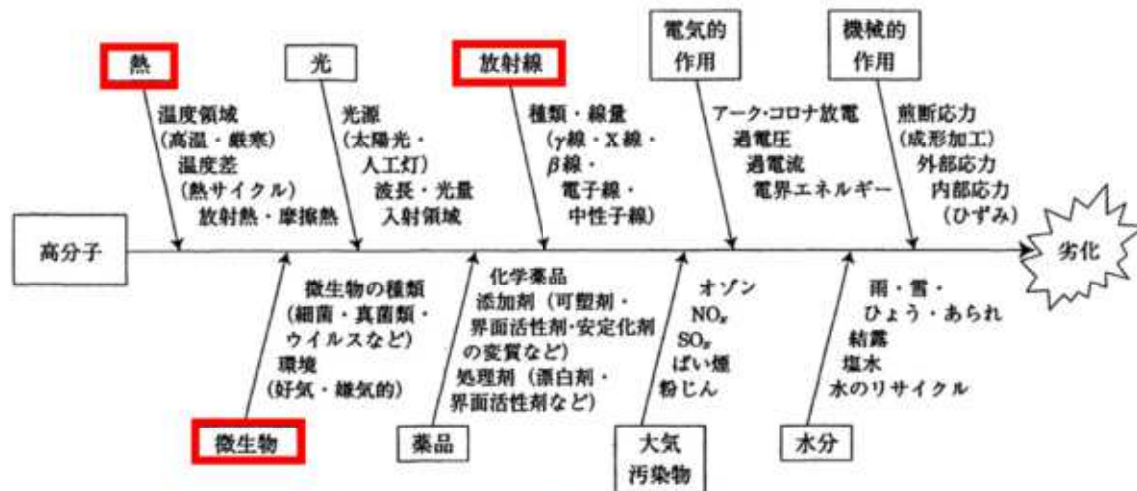 熱
光
放射線
電気的
作用
機械的
作用
温度領域
(高温・厳寒)
温度差
(熱サイクル)
放射熱・摩擦熱
光源
(太陽光・
人工灯)
波長・光量
入射領域
種類・線量
(γ線・X線・
β線・
電子線・
中性子線)
アーク・コロナ放電
過電圧
過電流
電界エネルギー
煎断応力
(成形加工)
外部応力
内部応力
(ひずみ)
高分子
劣化
微生物の種類
(細菌・真菌類・
ウイルスなど)
環境
(好気・嫌気的)
化学薬品
添加剤(可塑剤・
界面活性剤・安定化剤
の変質など)
処理剤(漂白剤・
界面活性剤など)
オゾン
NOx
SOx
ばい煙
粉じん
雨・雪・
ひょう・あられ
結露
塩水
水のリサイクル
微生物
薬品
大気
汚染物
水分